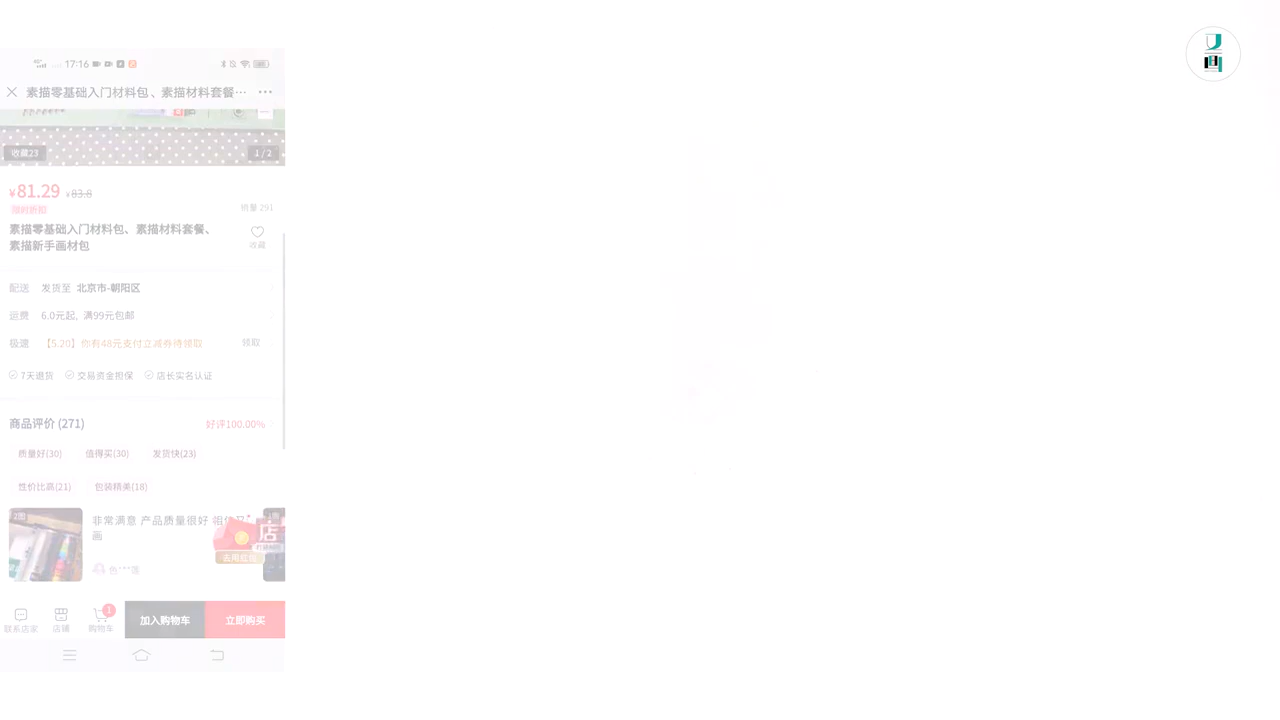 17:16
素描零基础入门材料包、素描材料套餐…
收藏23
1/2
¥81.29 ¥83.8
限时折扣
销量 291
素描零基础入门材料包、素描材料套餐、
素描新手画材包
收藏
配送 发货至 北京市-朝阳区
运费 6.0元起, 满99元包邮
极速 【5.20】你有48元支付立减券待领取 领取
7天退货 交易资金担保 店长实名认证
商品评价 (271) 好评100.00%
质量好(30) 值得买(30) 发货快(23)
性价比高(21) 包装精美(18)
2图
非常满意 产品质量很好
画
色***莲
店
联系店家 店铺 购物车 1 加入购物车 立即购买